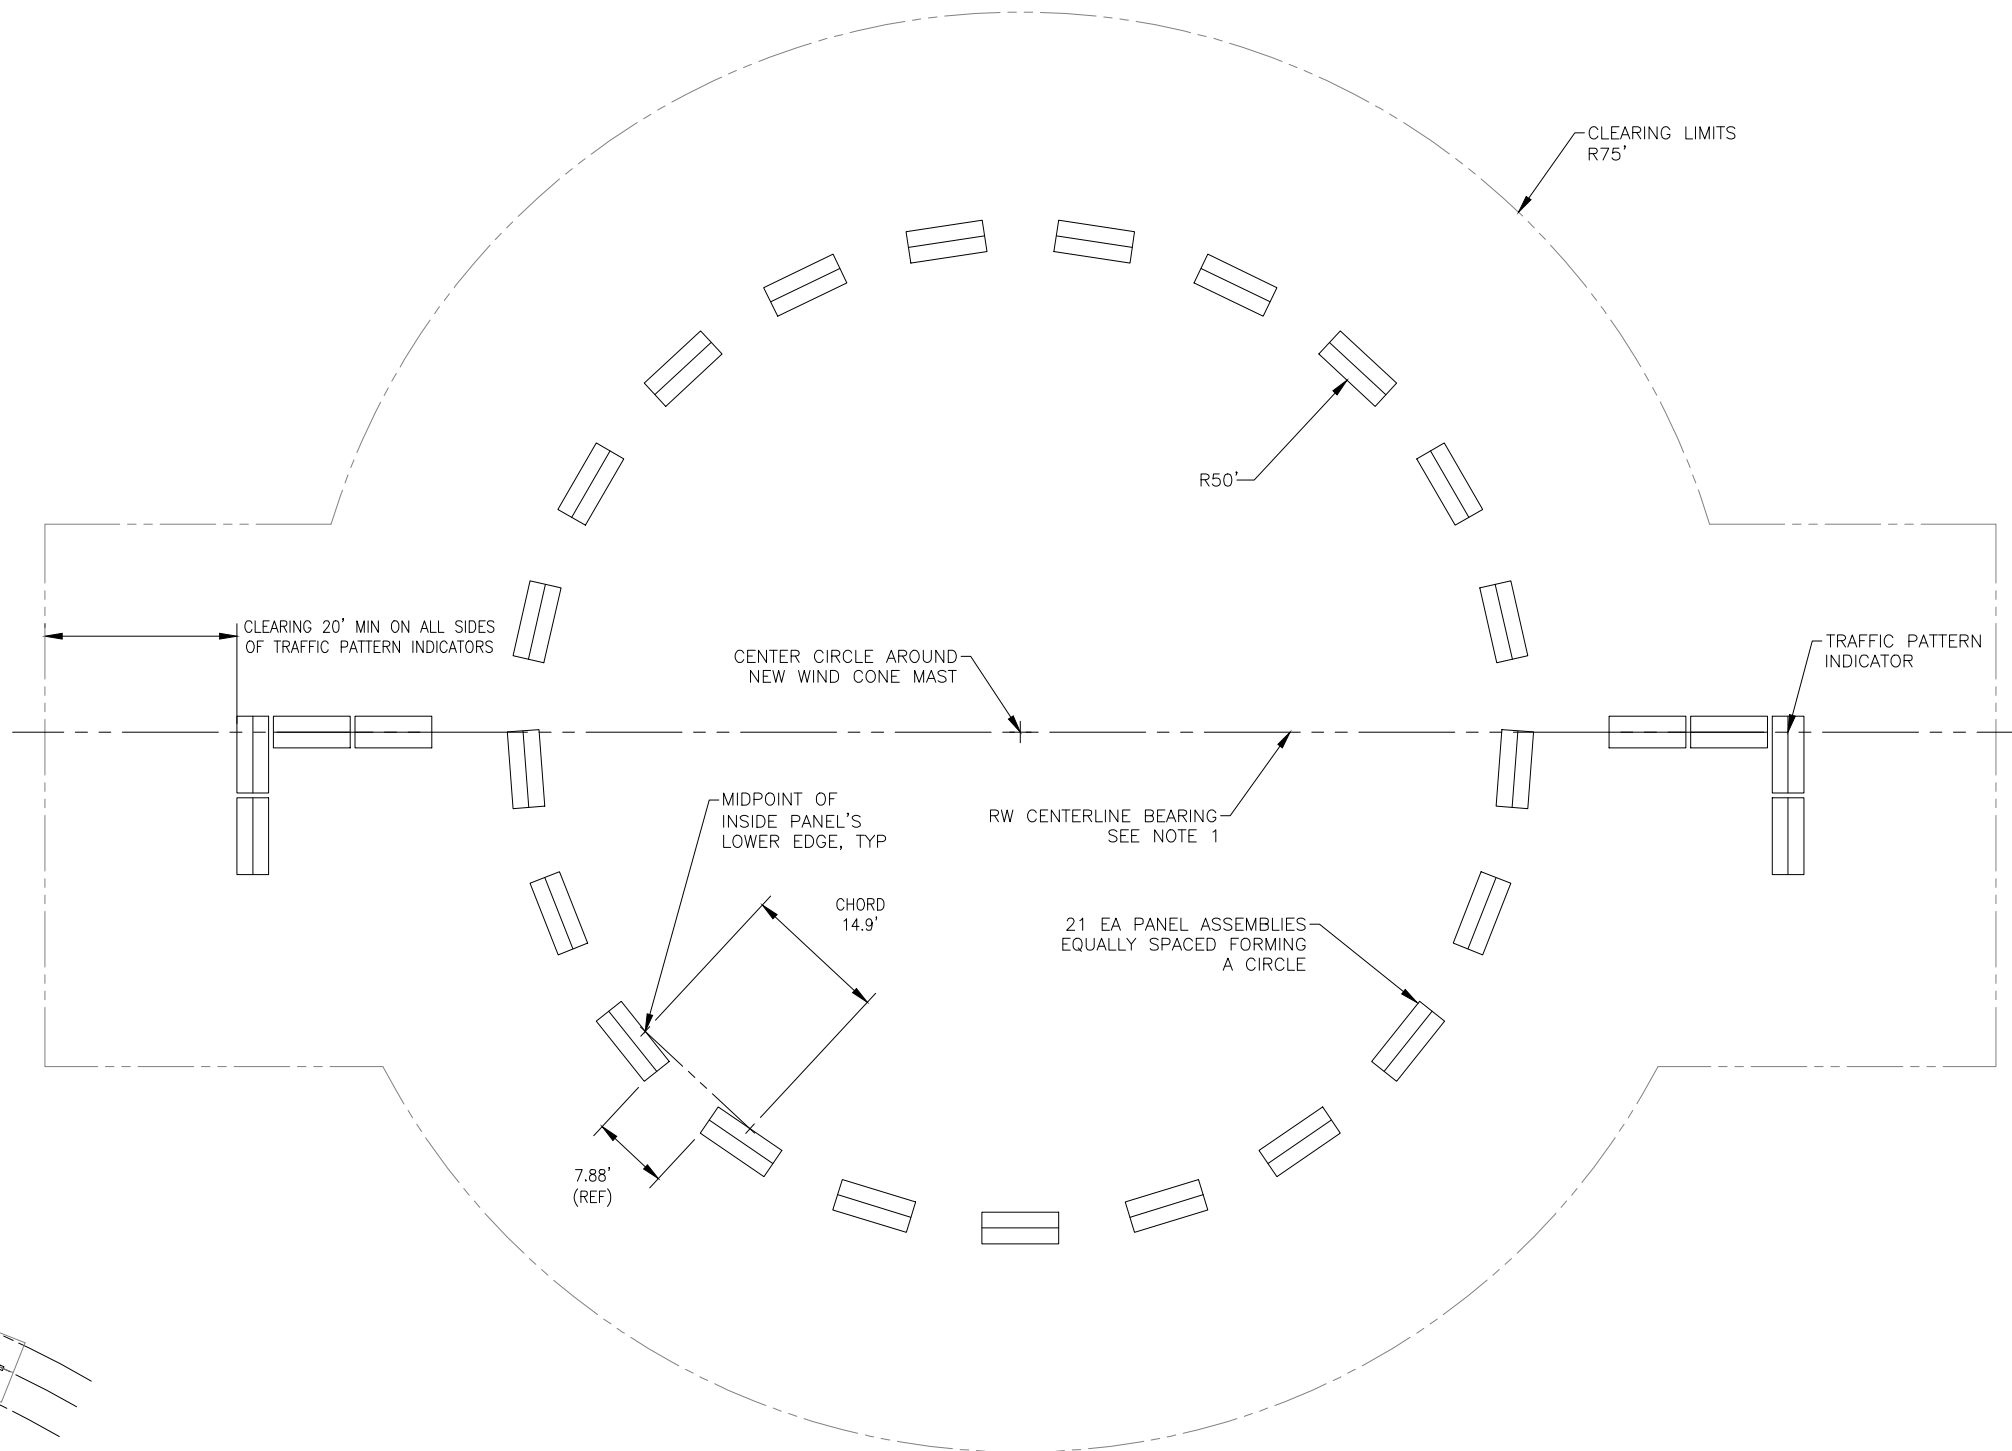 CLEARING LIMITS
R75'
R50'
CLEARING 20' MIN ON ALL SIDES
OF TRAFFIC PATTERN INDICATORS
CENTER CIRCLE AROUND
NEW WIND CONE MAST
TRAFFIC PATTERN
INDICATOR
MIDPOINT OF
INSIDE PANEL'S
LOWER EDGE, TYP
RW CENTERLINE BEARING
SEE NOTE 1
CHORD
14.9'
21 EA PANEL ASSEMBLIES
EQUALLY SPACED FORMING
A CIRCLE
7.88'
(REF)